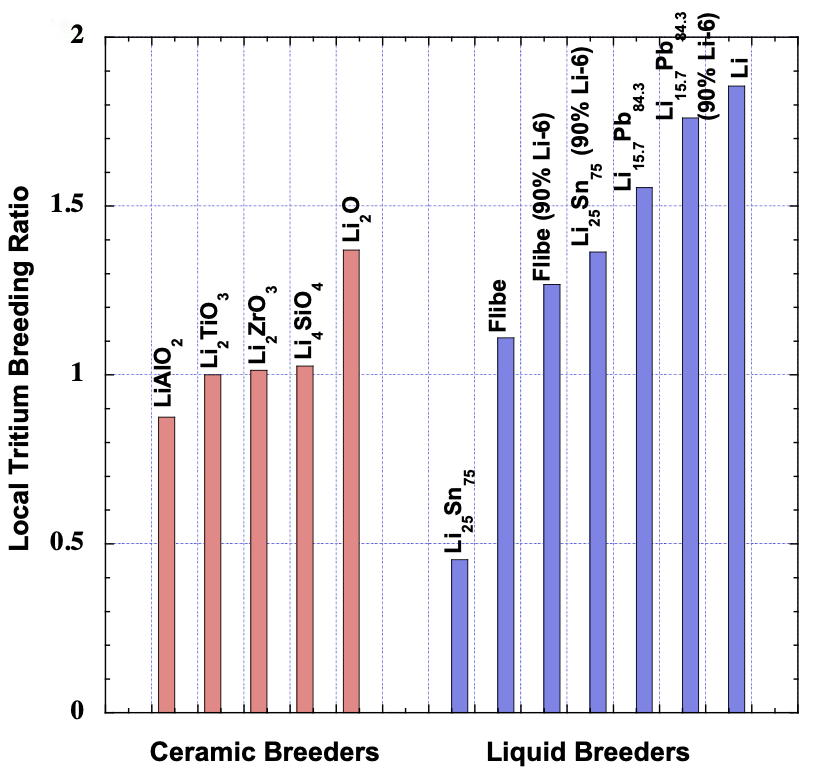 2
1.5
1
0.5
0
Local Tritium Breeding Ratio
LiAlO₂
Li₂TiO₃
Li₂ZrO₃
Li₄SiO₄
Li₂O
Li₂₅Sn₇₅
Flibe
Flibe (90% Li-6)
Li₂₅Sn₇₅ (90% Li-6)
Li₁₅.₇Pb₈₄.₃
Li₁₅.₇Pb₈₄.₃
(90% Li-6)
Li
Ceramic Breeders
Liquid Breeders